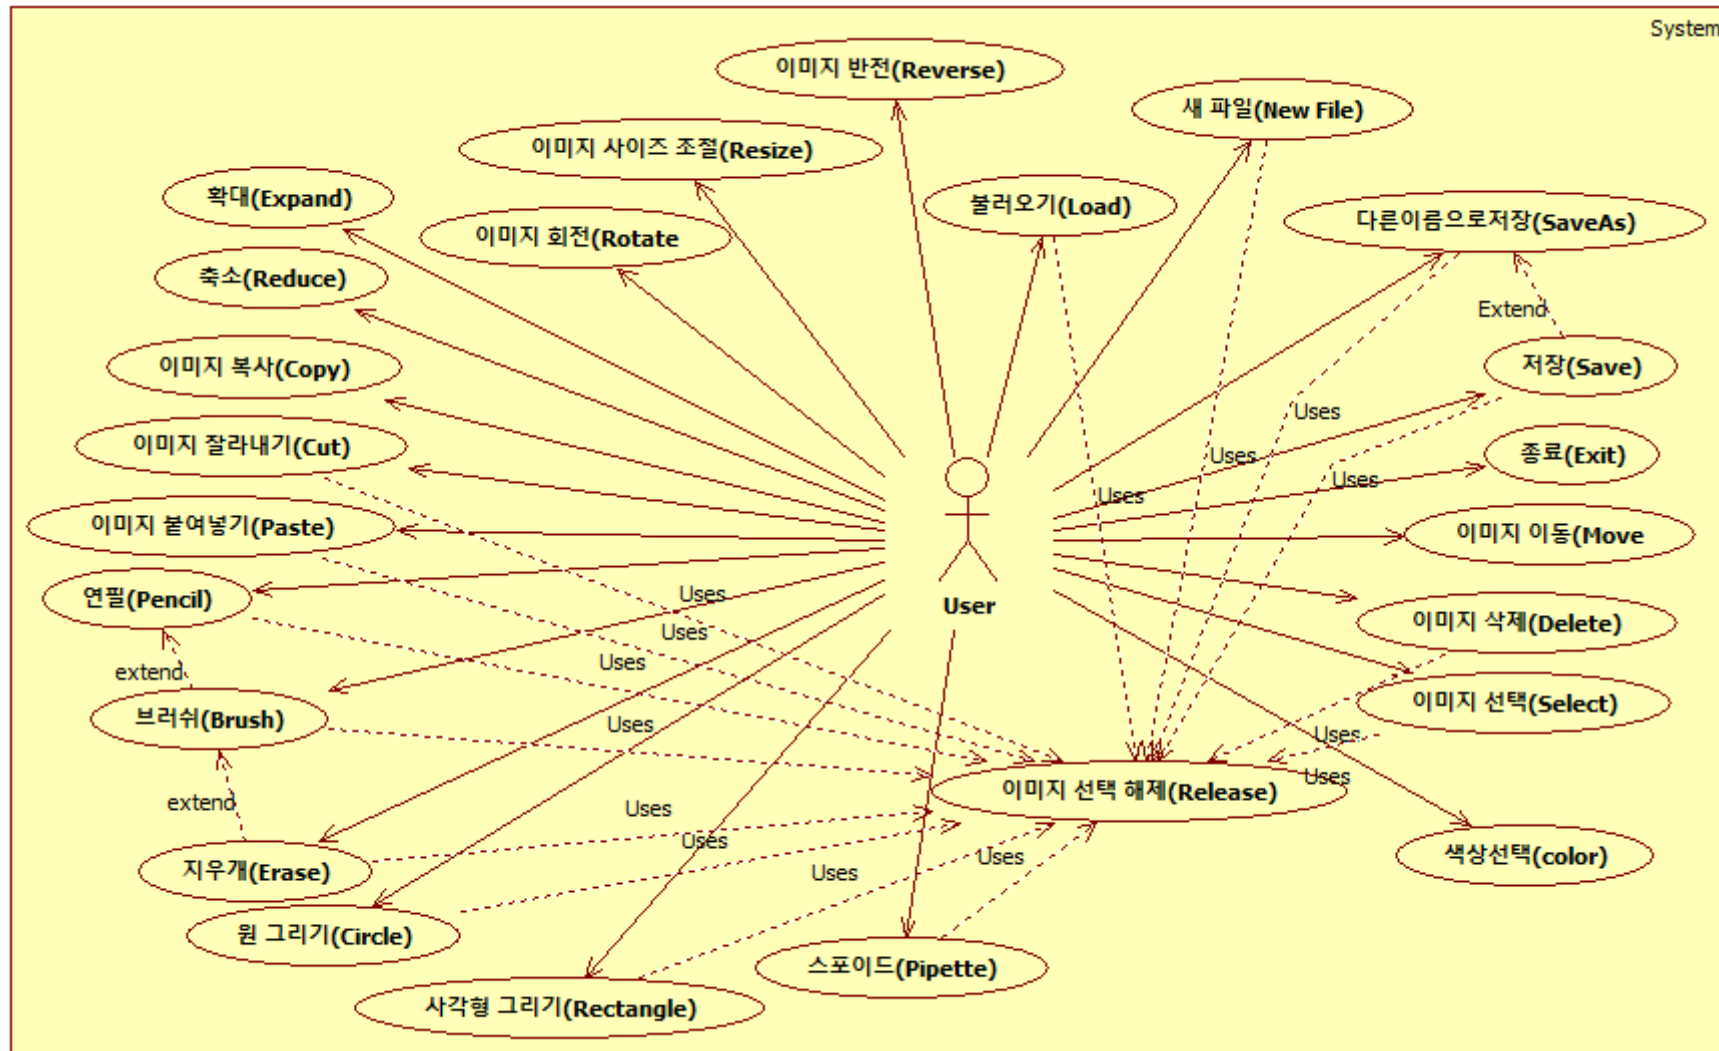 System
이미지 반전(Reverse)
새 파일(New File)
이미지 사이즈 조절(Resize)
확대(Expand)
불러오기(Load)
다른이름으로저장(SaveAs)
이미지 회전(Rotate
축소(Reduce)
Extend
이미지 복사(Copy)
저장(Save)
Uses
이미지 잘라내기(Cut)
Uses
종료(Exit)
Uses
Uses
이미지 붙여넣기(Paste)
이미지 이동(Move
연필(Pencil)
Uses
User
이미지 삭제(Delete)
Uses
Uses
extend
이미지 선택(Select)
브러쉬(Brush)
Uses
Uses
Uses
이미지 선택 해제(Release)
extend
Uses
Uses
Uses
Uses
색상선택(color)
지우개(Erase)
원 그리기(Circle)
스포이드(Pipette)
사각형 그리기(Rectangle)